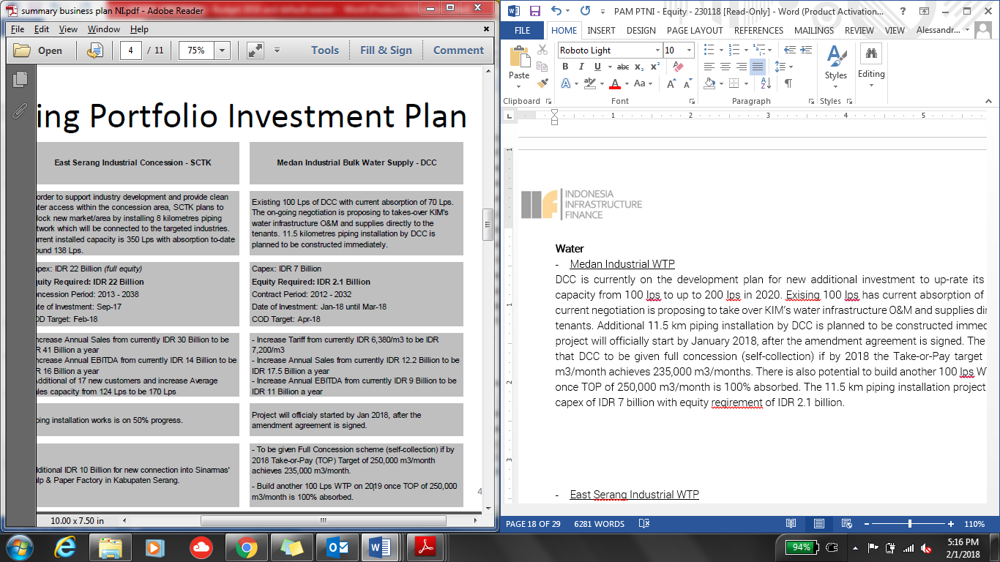 summary business plan NI.pdf - Adobe Reader
File Edit View Window Help
Open 4 / 11 75% Tools Fill & Sign Comment
ing Portfolio Investment Plan
East Serang Industrial Concession - SCTK
order to support industry development and provide clean
ter access within the concession area, SCTK plans to
lock new market/area by installing 8 kilometres piping
twork which will be connected to the targeted industries.
urrent installed capacity is 350 Lps with absorption to-date
ound 138 Lps.
apex: IDR 22 Billion (full equity)
quity Required: IDR 22 Billion
oncession Period: 2013 - 2038
te of Investment: Sep-17
OD Target: Feb-18
ncrease Annual Sales from currently IDR 30 Billion to be
R 41 Billion a year
ncrease Annual EBITDA from currently IDR 14 Billion to be
R 16 Billion a year
Additional of 17 new customers and increase Average
ales capacity from 124 Lps to be 170 Lps
ping installation works is on 50% progress.
dditional IDR 10 Billion for new connection into Sinarmas'
ulp & Paper Factory in Kabupaten Serang.
Medan Industrial Bulk Water Supply - DCC
Existing 100 Lps of DCC with current absorption of 70 Lps.
The on-going negotiation is proposing to takes-over KIM's
water infrastructure O&M and supplies directly to the
tenants. 11.5 kilometres piping installation by DCC is
planned to be constructed immediately.
Capex: IDR 7 Billion
Equity Required: IDR 2.1 Billion
Contract Period: 2012 - 2032
Date of Investment: Jan-18 until Mar-18
COD Target: Apr-18
- Increase Tariff from currently IDR 6,380/m3 to be IDR
7,200/m3
- Increase Annual Sales from currently IDR 12.2 Billion to be
IDR 17.5 Billion a year
- Increase Annual EBITDA from currently IDR 9 Billion to be
IDR 11 Billion a year
Project will officialy started by Jan 2018, after the
amendment agreement is signed.
- To be given Full Concession scheme (self-collection) if by
2018 Take-or-Pay (TOP) Target of 250,000 m3/month
achieves 235,000 m3/month.
- Build another 100 Lps WTP on 2019 once TOP of 250,000
m3/month is 100% absorbed.
4
10.00 x 7.50 in
PAM PTNI - Equity - 230118 [Read-Only] - Word (Product Activation...
FILE HOME INSERT DESIGN PAGE LAYOUT REFERENCES MAILINGS REVIEW VIEW Alessandr...
Roboto Light 10
Paste
Styles
Editing
Clipboard Font Paragraph Styles
1 2 3 4 5
1
1
2
3
INDONESIA
INFRASTRUCTURE
FINANCE
Water
- Medan Industrial WTP
DCC is currently on the development plan for new additional investment to up-rate its
capacity from 100 lps to up to 200 lps in 2020. Exising 100 lps has current absorption of
current negotiation is proposing to take over KIM's water infrastructure O&M and supplies dir
tenants. Additional 11.5 km piping installation by DCC is planned to be constructed immed
project will officially start by January 2018, after the amendment agreement is signed. The
that DCC to be given full concession (self-collection) if by 2018 the Take-or-Pay target
m3/month achieves 235,000 m3/months. There is also potential to build another 100 lps W
once TOP of 250,000 m3/month is 100% absorbed. The 11.5 km piping installation project
capex of IDR 7 billion with equity reqirement of IDR 2.1 billion.
- East Serang Industrial WTP
PAGE 18 OF 29 6281 WORDS 110%
94% 5:16 PM
2/1/2018